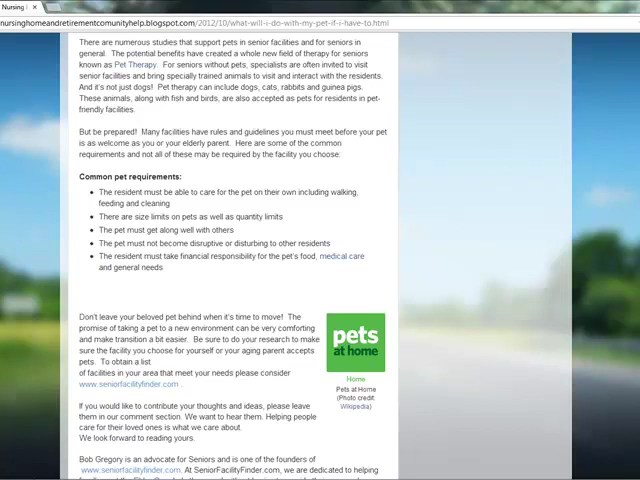 Nursing
nursinghomeandretirementcomunityhelp.blogspot.com/2012/10/what-will-i-do-with-my-pet-if-i-have-to.html
There are numerous studies that support pets in senior facilities and for seniors in
general. The potential benefits have created a whole new field of therapy for seniors
known as Pet Therapy. For seniors without pets, specialists are often invited to visit
senior facilities and bring specially trained animals to visit and interact with the residents.
And it's not just dogs! Pet therapy can include dogs, cats, rabbits and guinea pigs.
These animals, along with fish and birds, are also accepted as pets for residents in pet-
friendly facilities.
But be prepared! Many facilities have rules and guidelines you must meet before your pet
is as welcome as you or your elderly parent. Here are some of the common
requirements and not all of these may be required by the facility you choose:
Common pet requirements:
The resident must be able to care for the pet on their own including walking,
feeding and cleaning
There are size limits on pets as well as quantity limits
The pet must get along well with others
The pet must not become disruptive or disturbing to other residents
The resident must take financial responsibility for the pet's food, medical care
and general needs
Don't leave your beloved pet behind when it's time to move! The
promise of taking a pet to a new environment can be very comforting
and make transition a bit easier. Be sure to do your research to make
sure the facility you choose for yourself or your aging parent accepts
pets. To obtain a list
of facilities in your area that meet your needs please consider
www.seniorfacilityfinder.com .
pets
at home
Home
Pets at Home
(Photo credit:
Wikipedia)
If you would like to contribute your thoughts and ideas, please leave
them in our comment section. We want to hear them. Helping people
care for their loved ones is what we care about.
We look forward to reading yours.
Bob Gregory is an advocate for Seniors and is one of the founders of
www.seniorfacilityfinder.com. At SeniorFacilityFinder.com, we are dedicated to helping